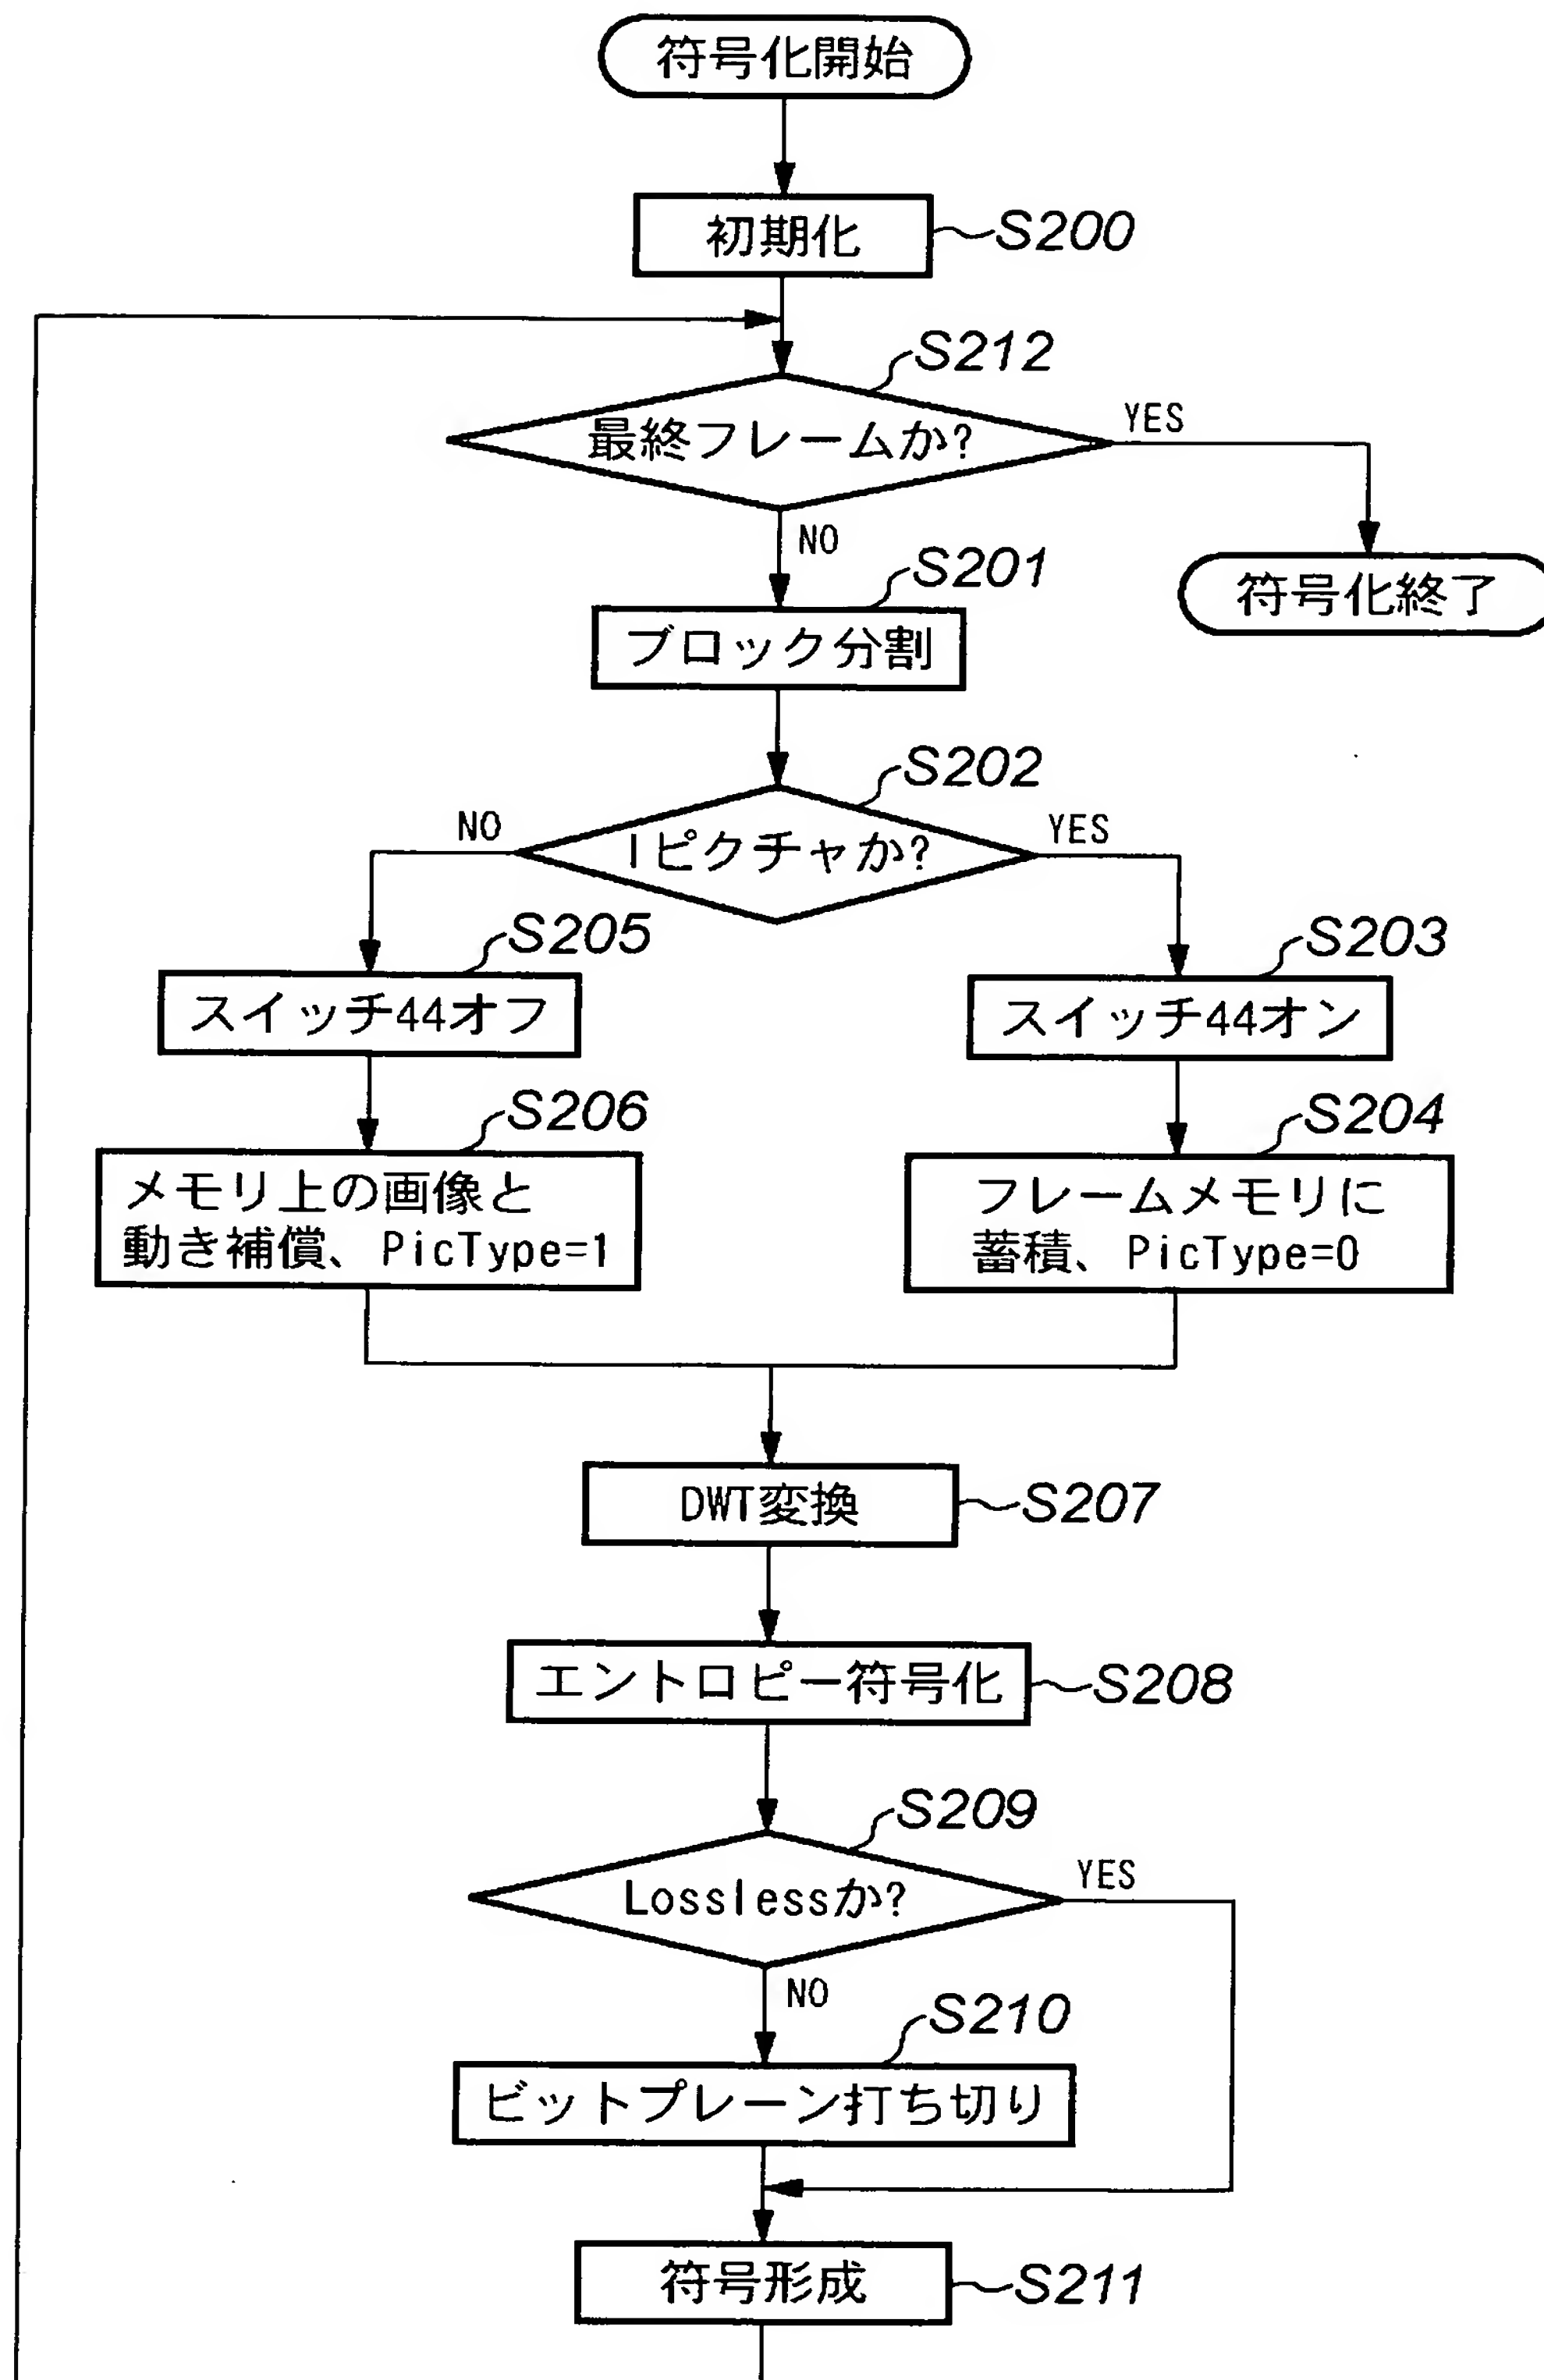 符号化開始
初期化
S200
S212
最終フレームか?
YES
NO
符号化終了
S201
ブロック分割
S202
Iピクチャか?
NO
YES
S205
スイッチ44オフ
S203
スイッチ44オン
S206
メモリ上の画像と
動き補償、PicType=1
S204
フレームメモリに
蓄積、PicType=0
DWT変換
S207
エントロピー符号化
S208
S209
Losslessか?
YES
NO
S210
ビットプレーン打ち切り
符号形成
S211